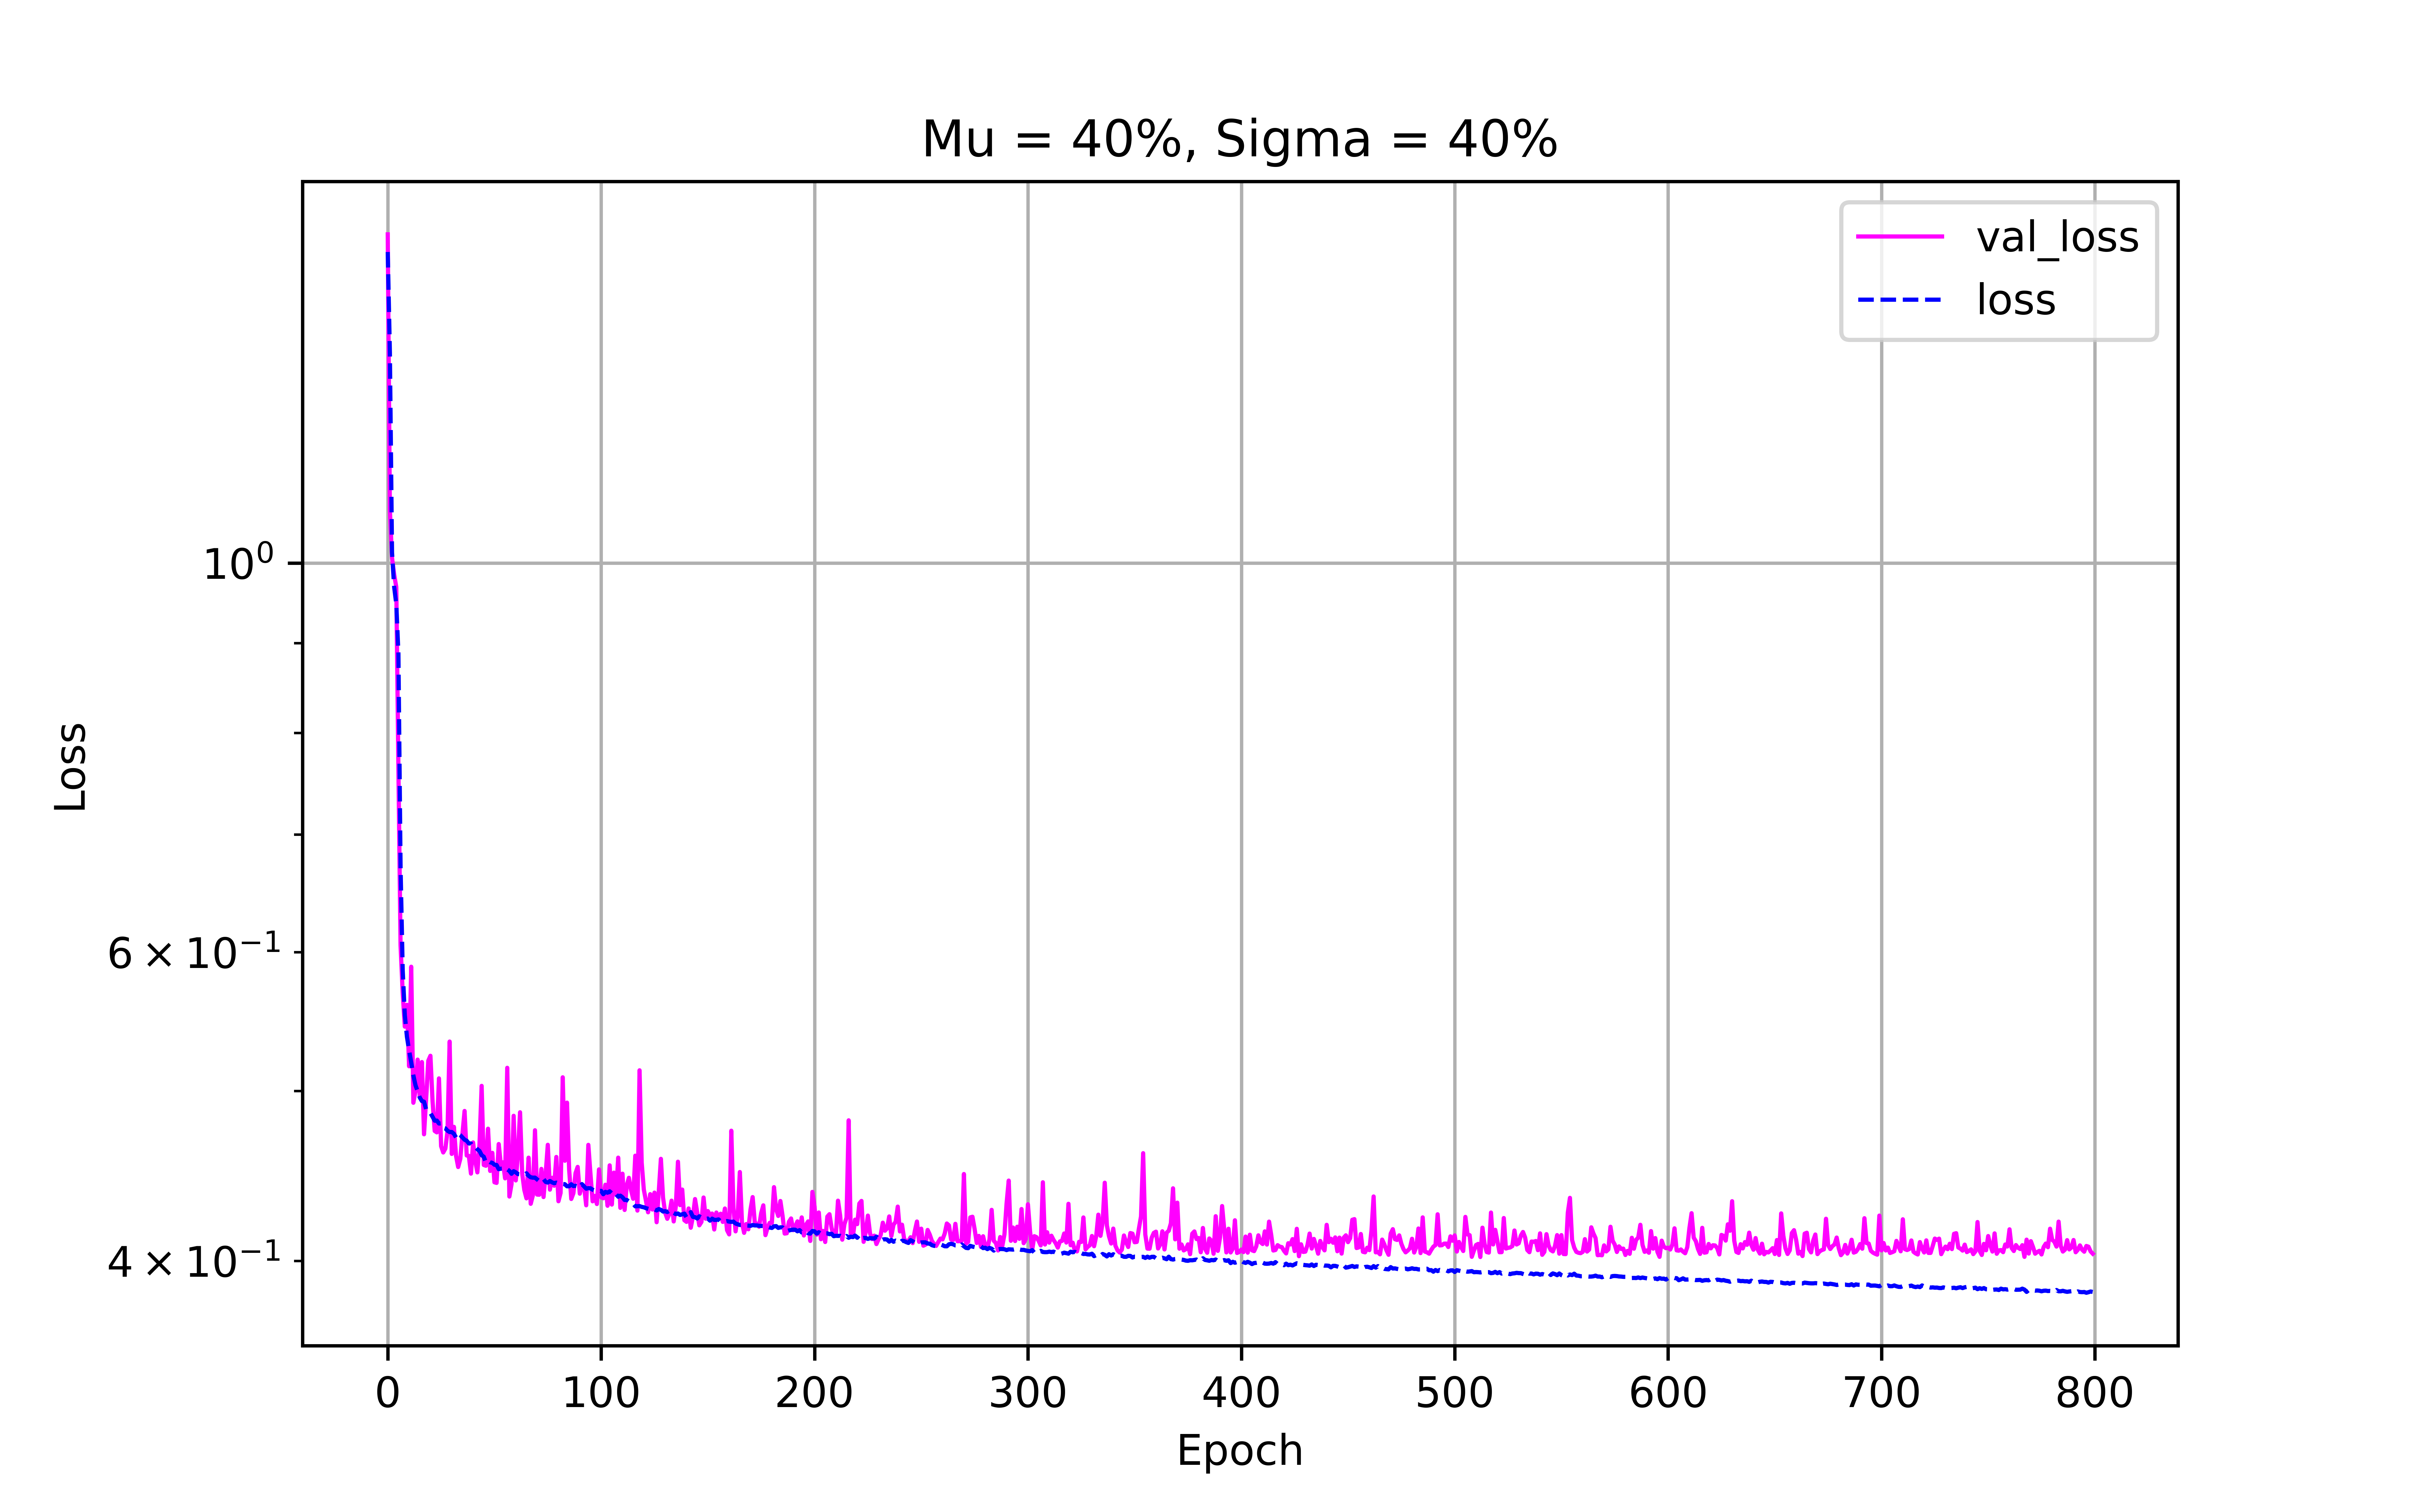 Mu = 40%, Sigma = 40%
val_loss
loss
10⁰
6 × 10⁻¹
4 × 10⁻¹
Loss
0 100 200 300 400 500 600 700 800
Epoch